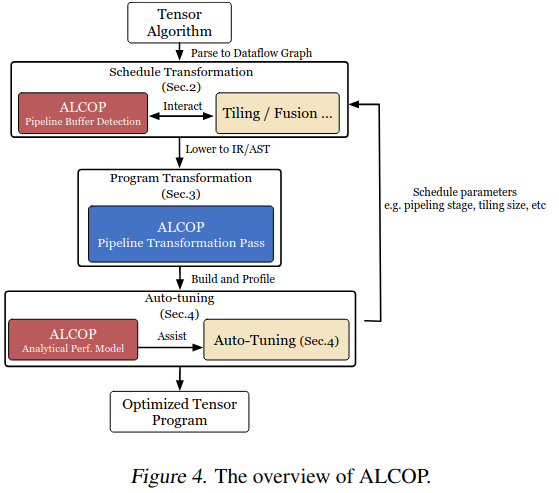 Tensor
Algorithm
Parse to Dataflow Graph
Schedule Transformation
(Sec.2)
ALCOP
Pipeline Buffer Detection
Interact
Tiling / Fusion ...
Lower to IR/AST
Program Transformation
(Sec.3)
ALCOP
Pipeline Transformation Pass
Schedule parameters
e.g. pipeling stage, tiling size, etc
Build and Profile
Auto-tuning
(Sec.4)
ALCOP
Analytical Perf. Model
Assist
Auto-Tuning (Sec.4)
Optimized Tensor
Program
Figure 4. The overview of ALCOP.